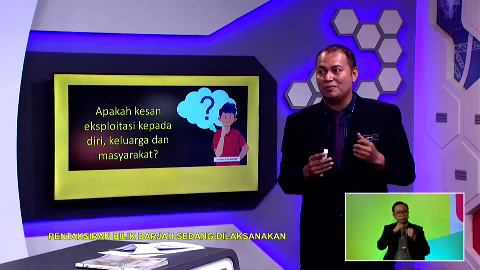 Apakah kesan
eksploitasi kepada
diri, keluarga dan
masyarakat?
PENTAKSIRAN BILIK DARJAH SEDANG DILAKSANAKAN